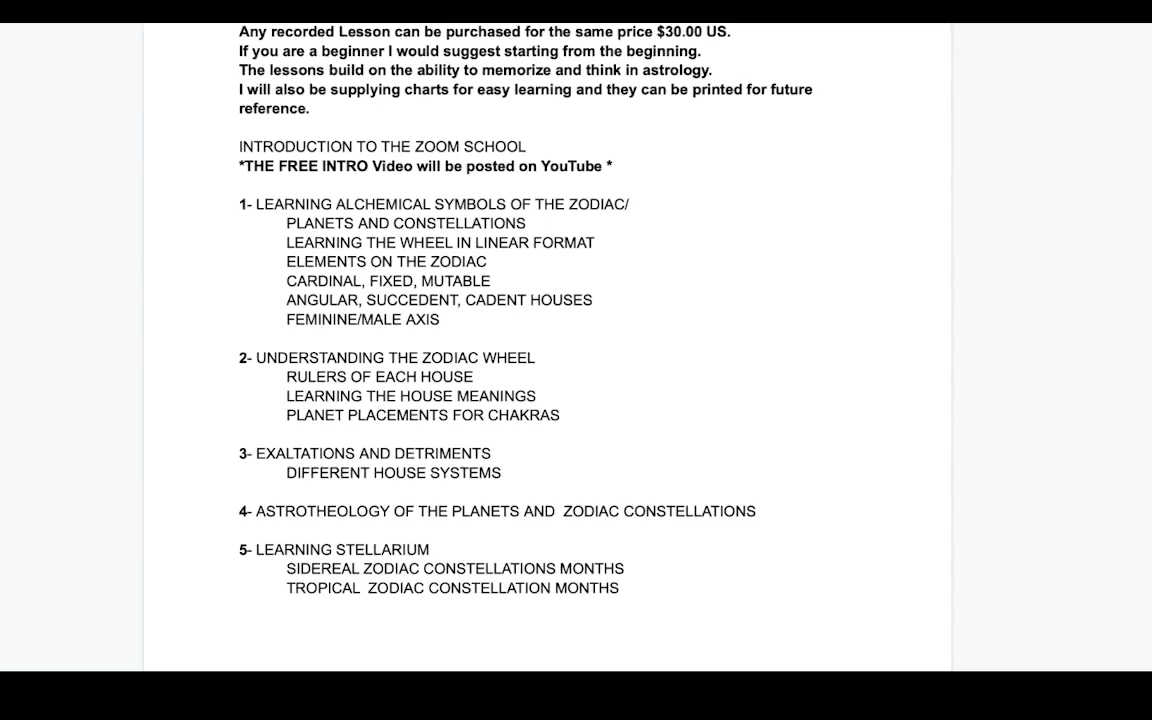 Any recorded Lesson can be purchased for the same price $30.00 US.
If you are a beginner I would suggest starting from the beginning.
The lessons build on the ability to memorize and think in astrology.
I will also be supplying charts for easy learning and they can be printed for future
reference.
INTRODUCTION TO THE ZOOM SCHOOL
*THE FREE INTRO Video will be posted on YouTube *
1- LEARNING ALCHEMICAL SYMBOLS OF THE ZODIAC/
PLANETS AND CONSTELLATIONS
LEARNING THE WHEEL IN LINEAR FORMAT
ELEMENTS ON THE ZODIAC
CARDINAL, FIXED, MUTABLE
ANGULAR, SUCCEDENT, CADENT HOUSES
FEMININE/MALE AXIS
2- UNDERSTANDING THE ZODIAC WHEEL
RULERS OF EACH HOUSE
LEARNING THE HOUSE MEANINGS
PLANET PLACEMENTS FOR CHAKRAS
3- EXALTATIONS AND DETRIMENTS
DIFFERENT HOUSE SYSTEMS
4- ASTROTHEOLOGY OF THE PLANETS AND  ZODIAC CONSTELLATIONS
5- LEARNING STELLARIUM
SIDEREAL ZODIAC CONSTELLATIONS MONTHS
TROPICAL  ZODIAC CONSTELLATION MONTHS